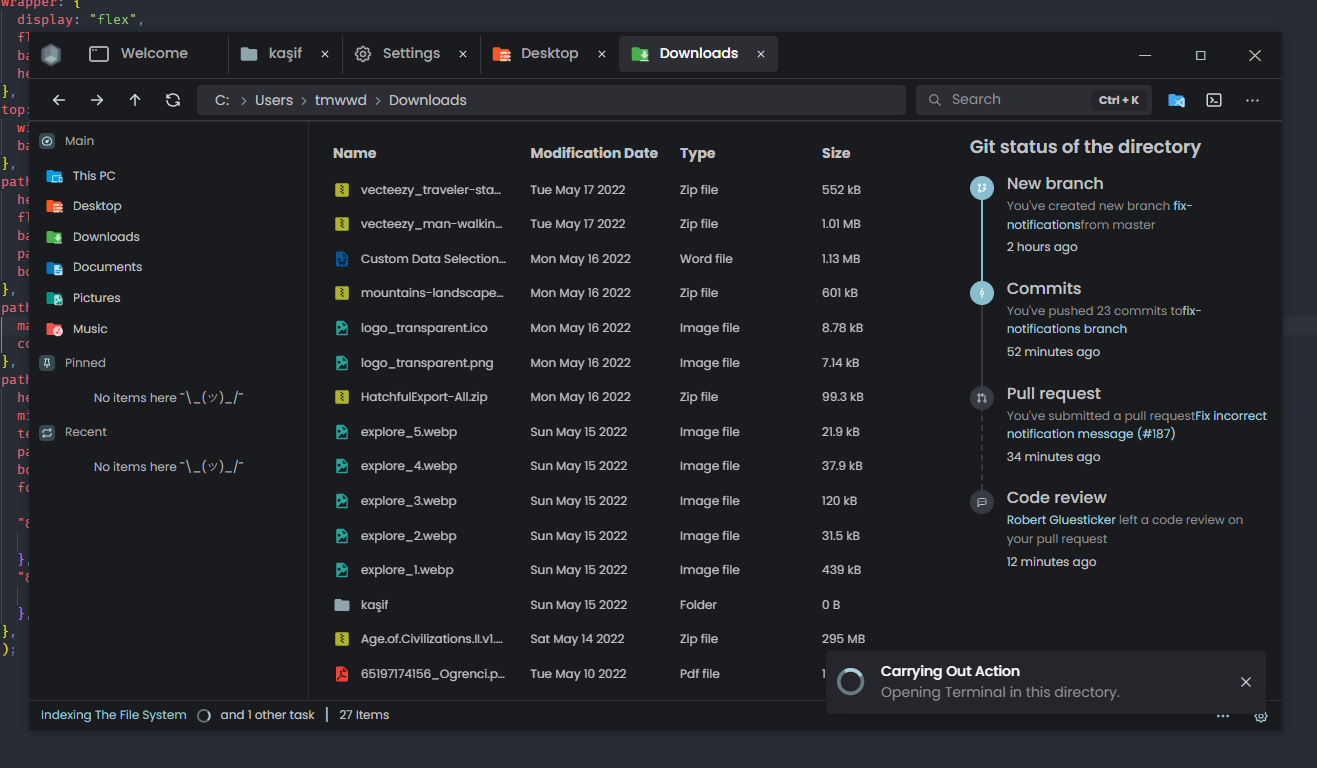 wrapper: {
display: "flex",
fl
ba
he
},
top:
wi
ba
},
path
he
fl
ba
pa
bo
},
path
ma
co
},
path
he
mi
te
pa
bo
fo
"&
},
"&
},
},
);
Welcome
kaşif ×
Settings ×
Desktop ×
Downloads ×
C: > Users > tmwwd > Downloads
Search Ctrl + K
Main
This PC
Desktop
Downloads
Documents
Pictures
Music
Pinned
No items here ¯\_(ツ)_/¯
Recent
No items here ¯\_(ツ)_/¯
Name Modification Date Type Size
vecteezy_traveler-sta... Tue May 17 2022 Zip file 552 kB
vecteezy_man-walkin... Tue May 17 2022 Zip file 1.01 MB
Custom Data Selection... Mon May 16 2022 Word file 1.13 MB
mountains-landscape... Mon May 16 2022 Zip file 601 kB
logo_transparent.ico Mon May 16 2022 Image file 8.78 kB
logo_transparent.png Mon May 16 2022 Image file 7.14 kB
HatchfulExport-All.zip Mon May 16 2022 Zip file 99.3 kB
explore_5.webp Sun May 15 2022 Image file 21.9 kB
explore_4.webp Sun May 15 2022 Image file 37.9 kB
explore_3.webp Sun May 15 2022 Image file 120 kB
explore_2.webp Sun May 15 2022 Image file 31.5 kB
explore_1.webp Sun May 15 2022 Image file 439 kB
kaşif Sun May 15 2022 Folder 0 B
Age.of.Civilizations.II.v1.... Sat May 14 2022 Zip file 295 MB
65197174156_Ogrenci.p... Tue May 10 2022 Pdf file 1
Git status of the directory
New branch
You've created new branch fix-
notificationsfrom master
2 hours ago
Commits
You've pushed 23 commits tofix-
notifications branch
52 minutes ago
Pull request
You've submitted a pull requestFix incorrect
notification message (#187)
34 minutes ago
Code review
Robert Gluesticker left a code review on
your pull request
12 minutes ago
Carrying Out Action
Opening Terminal in this directory.
Indexing The File System and 1 other task | 27 Items